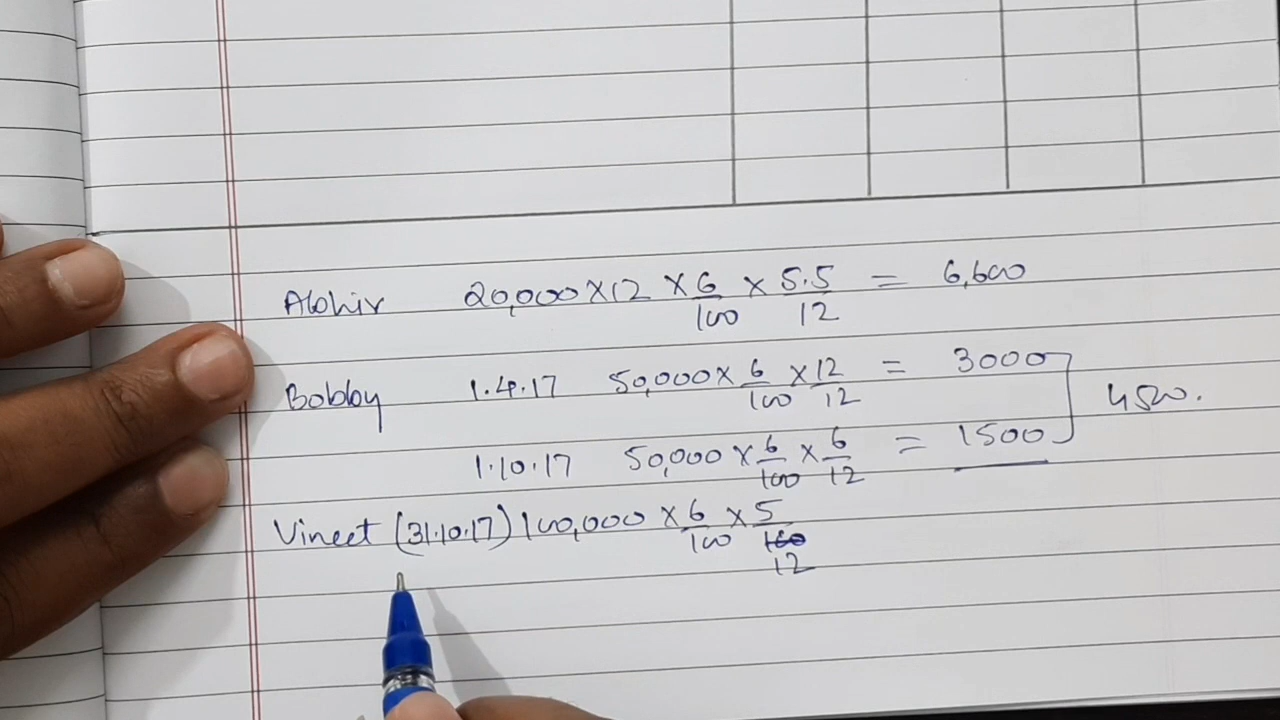 Abhir 20,000 × 12 × 6/100 × 5.5/12 = 6,600
Bobby 1.4.17 50,000 × 6/100 × 12/12 = 3000
4500.
1.10.17 50,000 × 6/100 × 6/12 = 1500
Vineet (31.10.17) 100,000 × 6/100 × 5/12